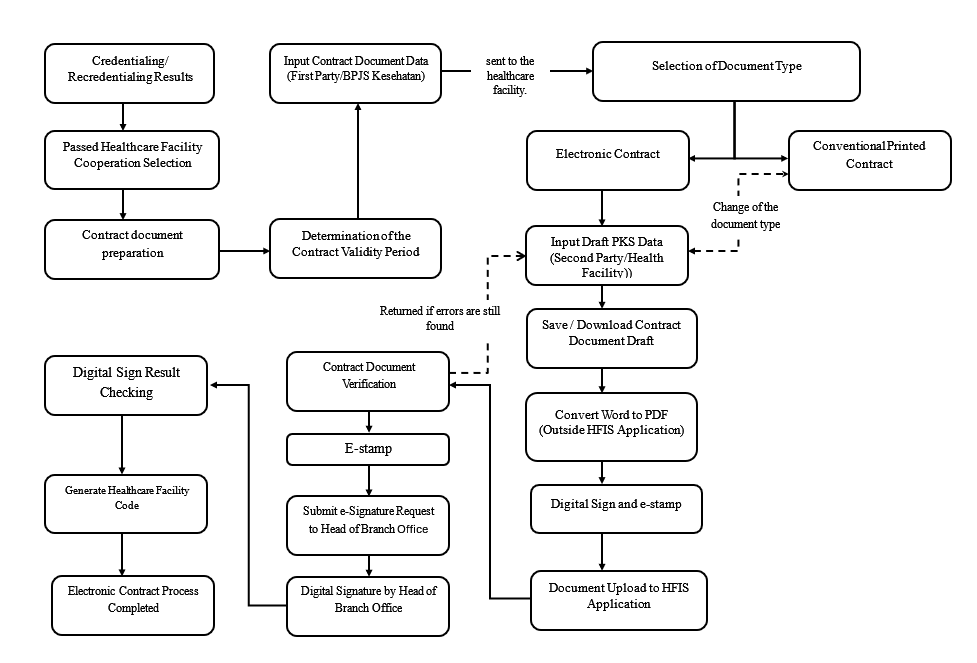 Credentialing/
Recredentialing Results
Passed Healthcare Facility
Cooperation Selection
Contract document
preparation
Determination of the
Contract Validity Period
Input Contract Document Data
(First Party/BPJS Kesehatan)
sent to the
healthcare
facility.
Selection of Document Type
Electronic Contract
Conventional Printed
Contract
Change of the
document type
Input Draft PKS Data
(Second Party/Health
Facility))
Returned if errors are still
found
Save / Download Contract
Document Draft
Convert Word to PDF
(Outside HFIS Application)
Digital Sign and e-stamp
Document Upload to HFIS
Application
Contract Document
Verification
E-stamp
Submit e-Signature Request
to Head of Branch Office
Digital Signature by Head of
Branch Office
Digital Sign Result
Checking
Generate Healthcare Facility
Code
Electronic Contract Process
Completed